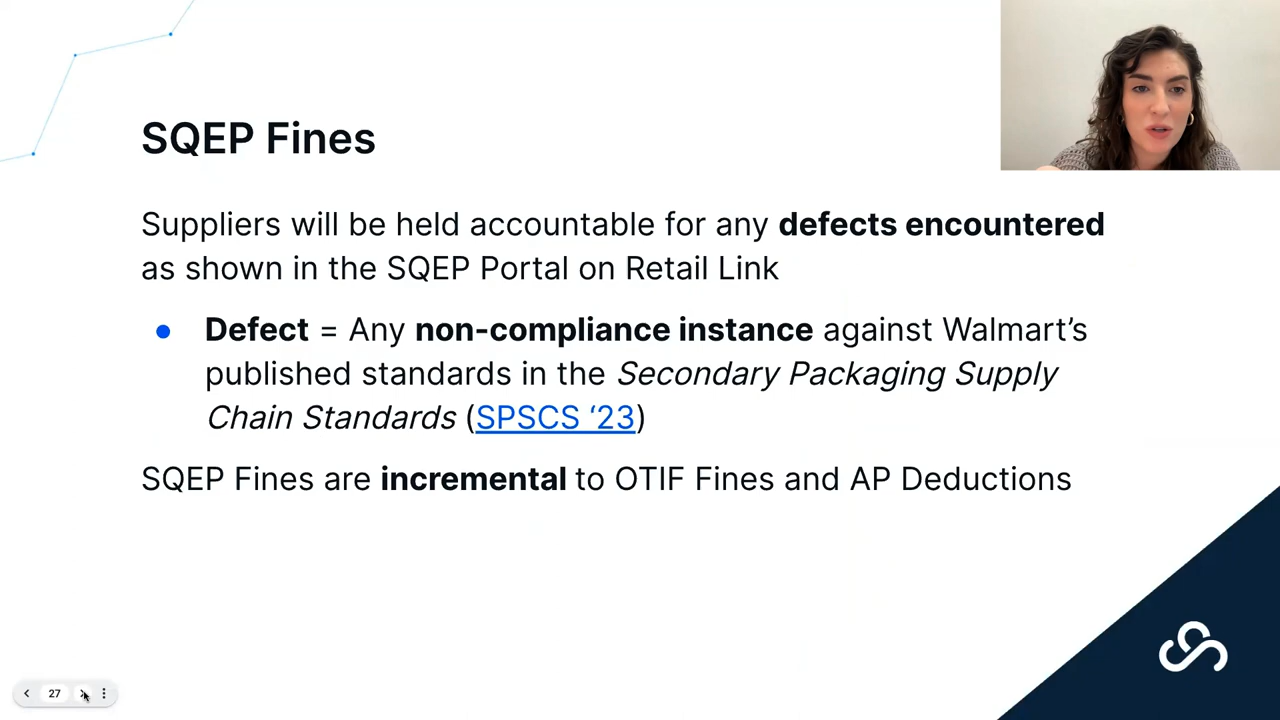 SQEP Fines
Suppliers will be held accountable for any defects encountered
as shown in the SQEP Portal on Retail Link
● Defect = Any non-compliance instance against Walmart’s
published standards in the Secondary Packaging Supply
Chain Standards (SPSCS ‘23)
SQEP Fines are incremental to OTIF Fines and AP Deductions
27